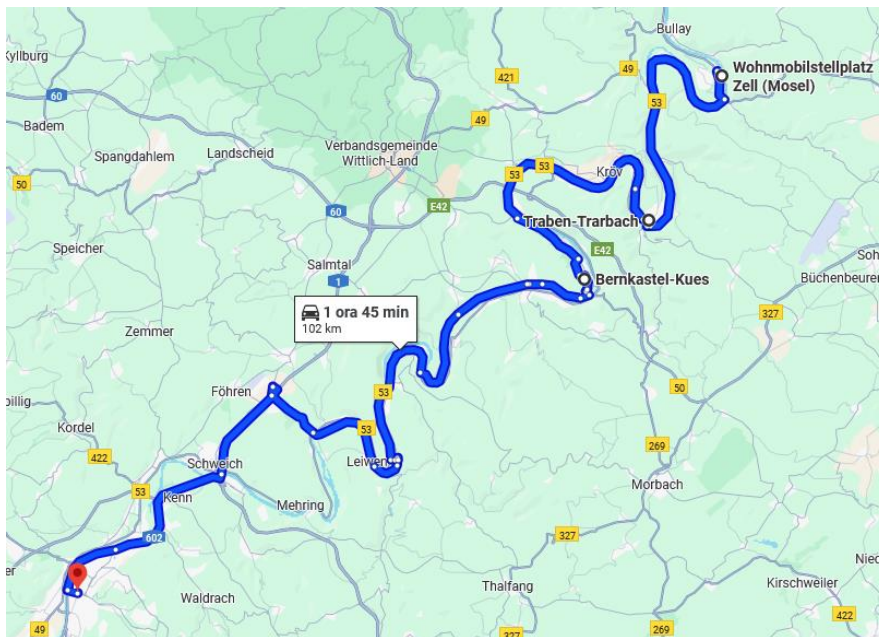 Bullay
Kyllburg
49
421
Wohnmobilstellplatz
Zell (Mosel)
60
53
Badem
49
Verbandsgemeinde
Wittlich-Land
Spangdahlem
Landscheid
53
53
Kröv
50
E42
60
Traben-Trarbach
Speicher
E42
Salmtal
Bernkastel-Kues
Büchenbeuren
1
1 ora 45 min
102 km
327
Zemmer
Föhren
53
50
Kordel
53
269
422
Schweich
Leiwen
Morbach
53
Kenn
Mehring
602
327
Waldrach
Thalfang
Kirschweiler
49
327
269
422